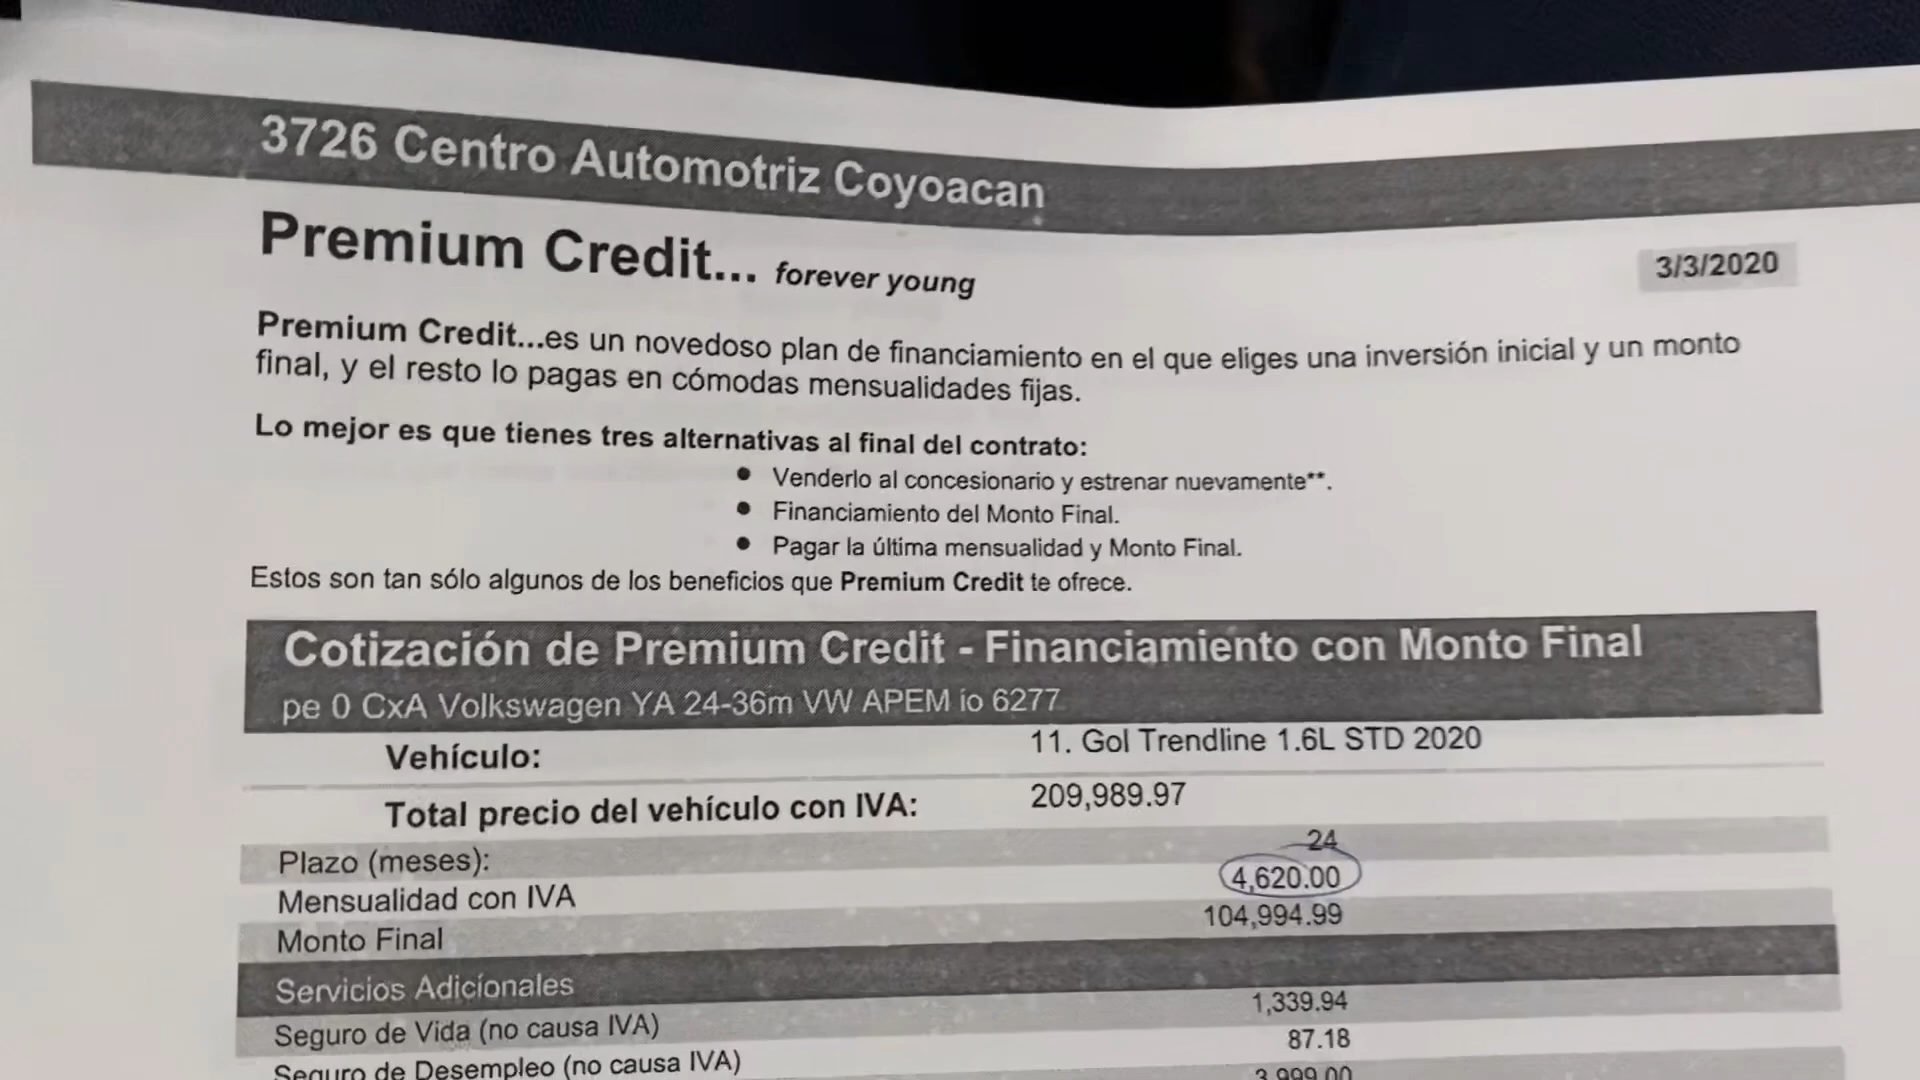 3726 Centro Automotriz Coyoacan
Premium Credit... forever young
3/3/2020
Premium Credit...es un novedoso plan de financiamiento en el que eliges una inversión inicial y un monto
final, y el resto lo pagas en cómodas mensualidades fijas.
Lo mejor es que tienes tres alternativas al final del contrato:
● Venderlo al concesionario y estrenar nuevamente**.
● Financiamiento del Monto Final.
● Pagar la última mensualidad y Monto Final.
Estos son tan sólo algunos de los beneficios que Premium Credit te ofrece.
Cotización de Premium Credit - Financiamiento con Monto Final
pe 0 CxA Volkswagen YA 24-36m VW APEM io 6277
Vehículo: 11. Gol Trendline 1.6L STD 2020
Total precio del vehículo con IVA: 209,989.97
Plazo (meses): 24
Mensualidad con IVA 4,620.00
Monto Final 104,994.99
Servicios Adicionales
Seguro de Vida (no causa IVA) 1,339.94
Seguro de Desempleo (no causa IVA) 87.18
3,999.00